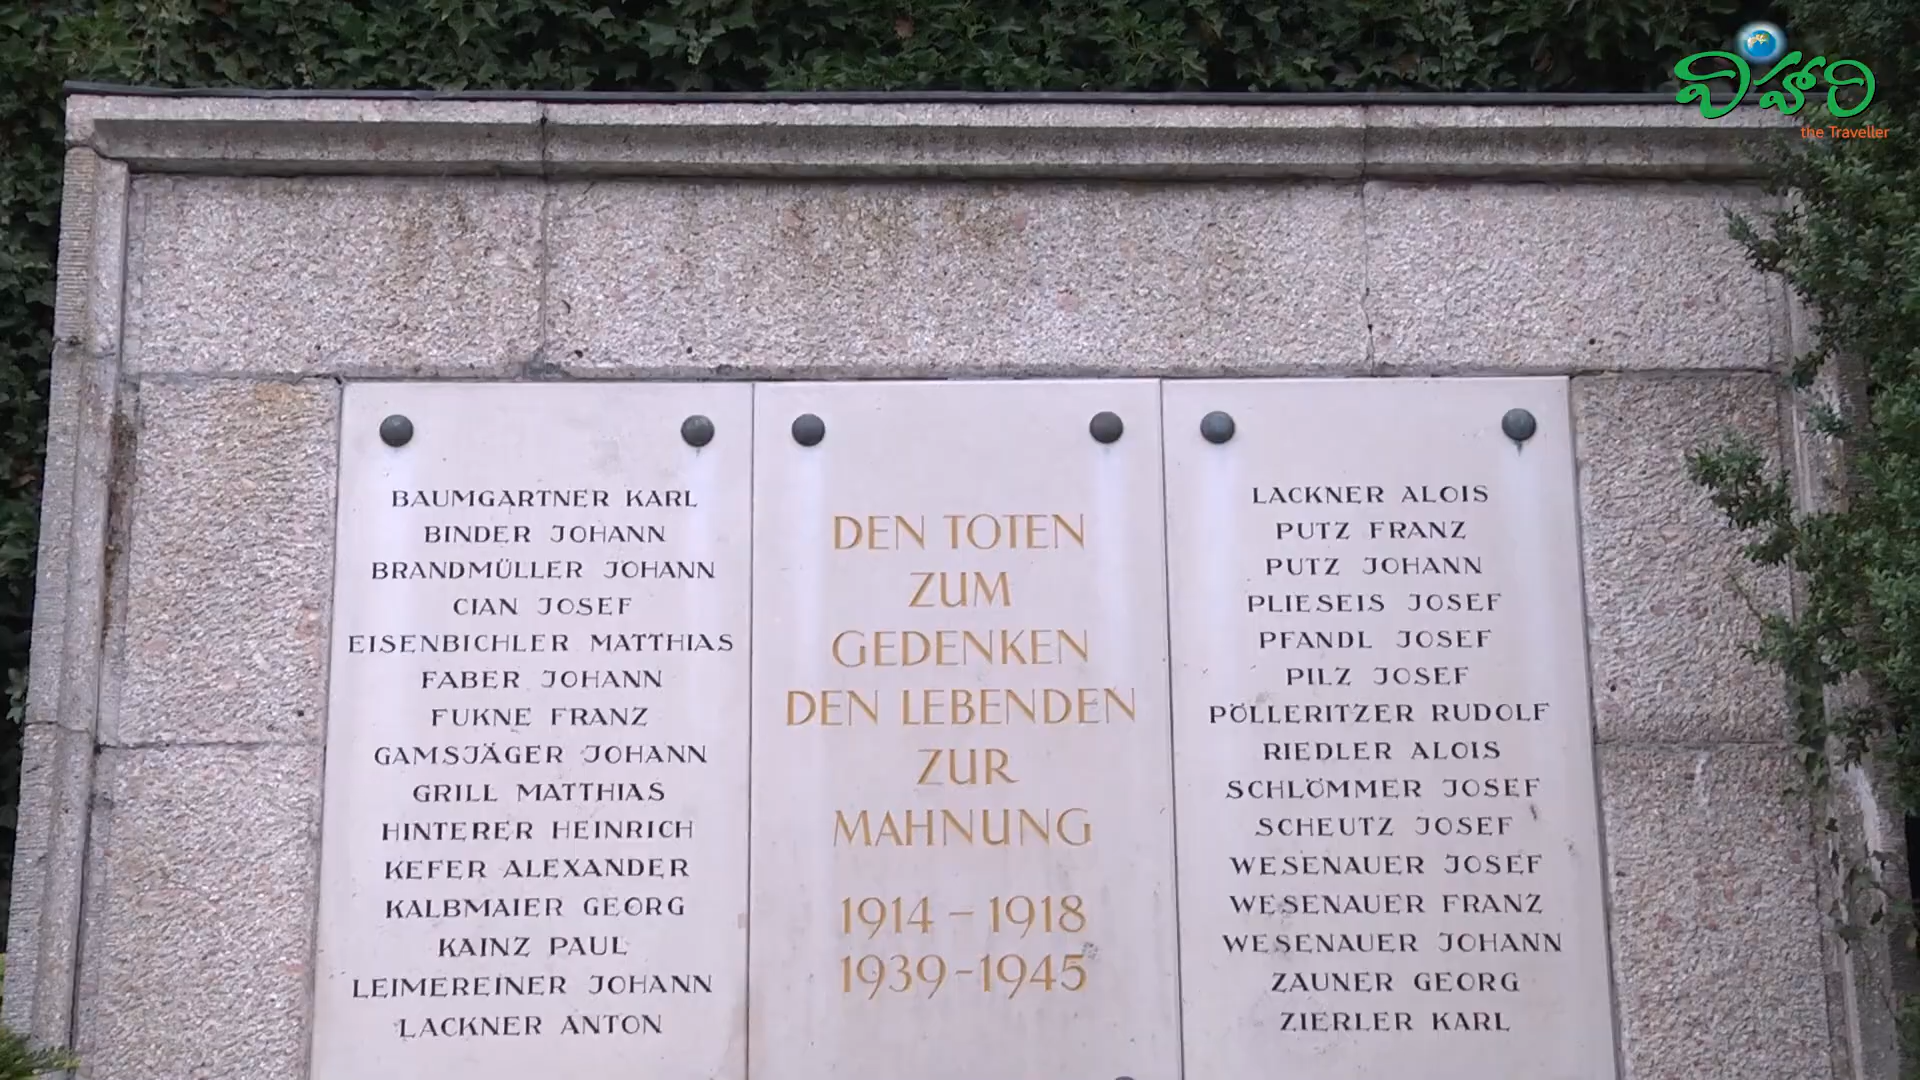 విహారి
the Traveller
BAUMGARTNER KARL
BINDER JOHANN
BRANDMÜLLER JOHANN
CIAN JOSEF
EISENBICHLER MATTHIAS
FABER JOHANN
FUKNE FRANZ
GAMSJÄGER JOHANN
GRILL MATTHIAS
HINTERER HEINRICH
KEFER ALEXANDER
KALBMAIER GEORG
KAINZ PAUL
LEIMEREINER JOHANN
LACKNER ANTON
DEN TOTEN
ZUM
GEDENKEN
DEN LEBENDEN
ZUR
MAHNUNG
1914 – 1918
1939-1945
LACKNER ALOIS
PUTZ FRANZ
PUTZ JOHANN
PLIESEIS JOSEF
PFANDL JOSEF
PILZ JOSEF
PÖLLERITZER RUDOLF
RIEDLER ALOIS
SCHLÖMMER JOSEF
SCHEUTZ JOSEF
WESENAUER JOSEF
WESENAUER FRANZ
WESENAUER JOHANN
ZAUNER GEORG
ZIERLER KARL